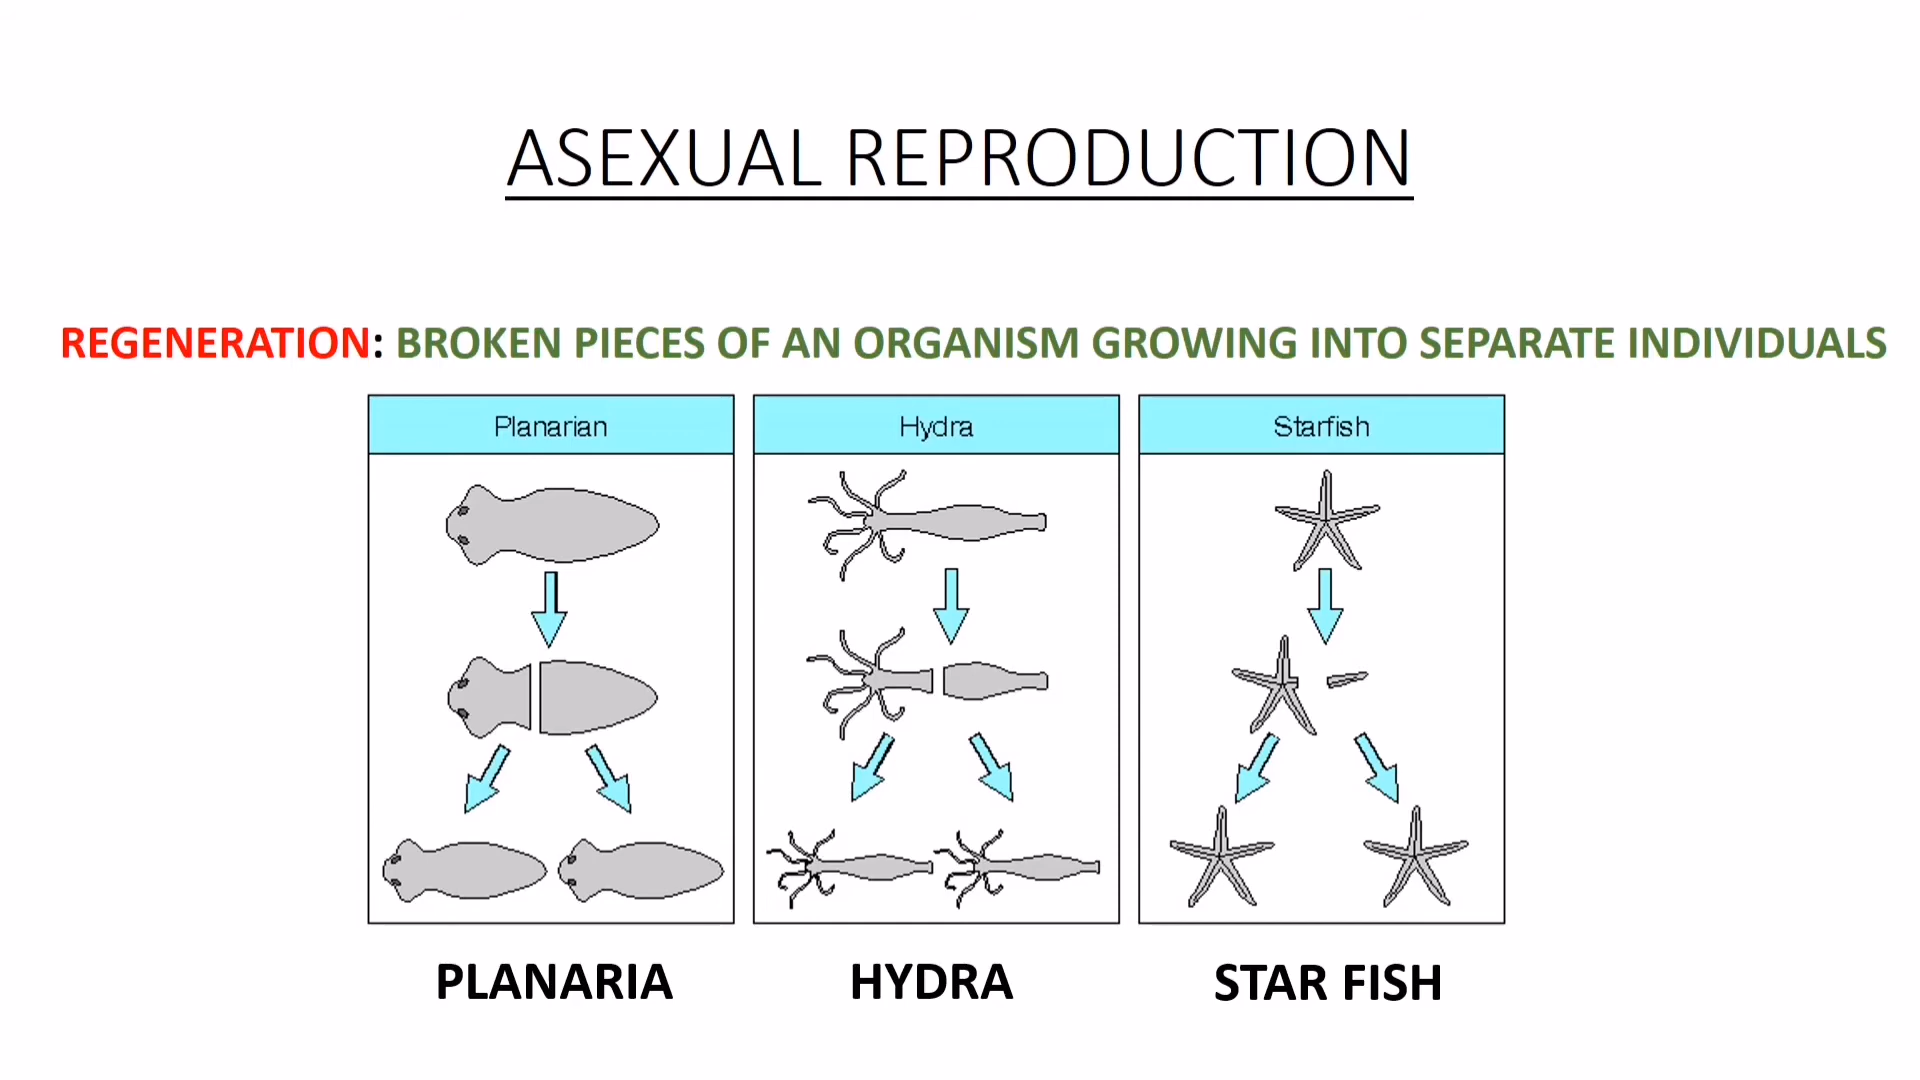 ASEXUAL REPRODUCTION
REGENERATION: BROKEN PIECES OF AN ORGANISM GROWING INTO SEPARATE INDIVIDUALS
Planarian
Hydra
Starfish
PLANARIA
HYDRA
STAR FISH